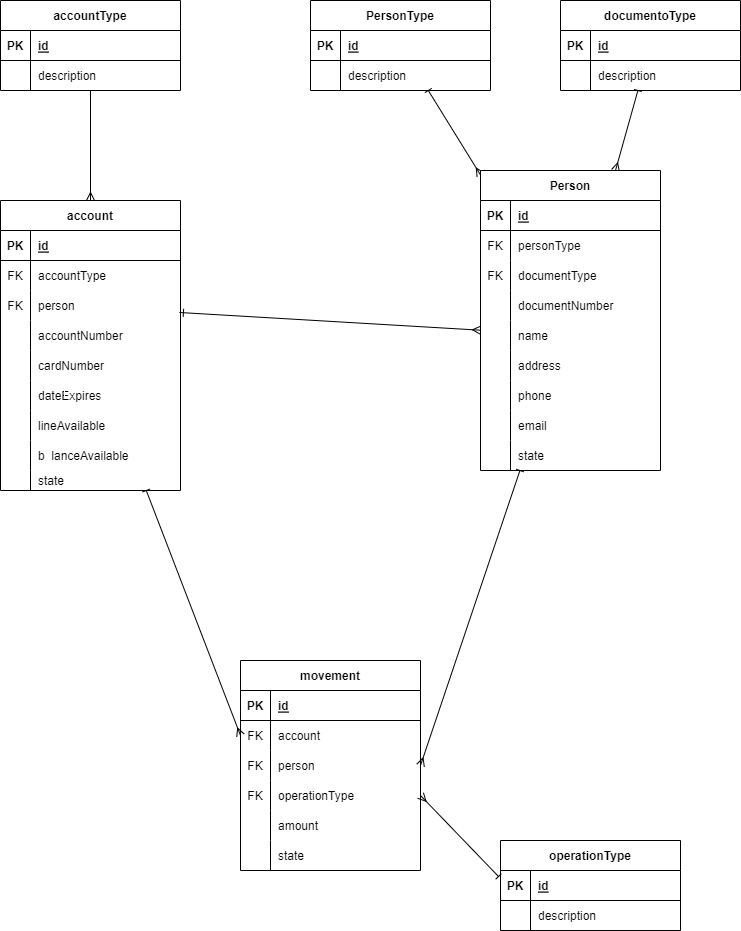 accountType
PK id
description
PersonType
PK id
description
documentoType
PK id
description
account
PK id
FK accountType
FK person
accountNumber
cardNumber
dateExpires
lineAvailable
b lanceAvailable
state
Person
PK id
FK personType
FK documentType
documentNumber
name
address
phone
email
state
movement
PK id
FK account
FK person
FK operationType
amount
state
operationType
PK id
description